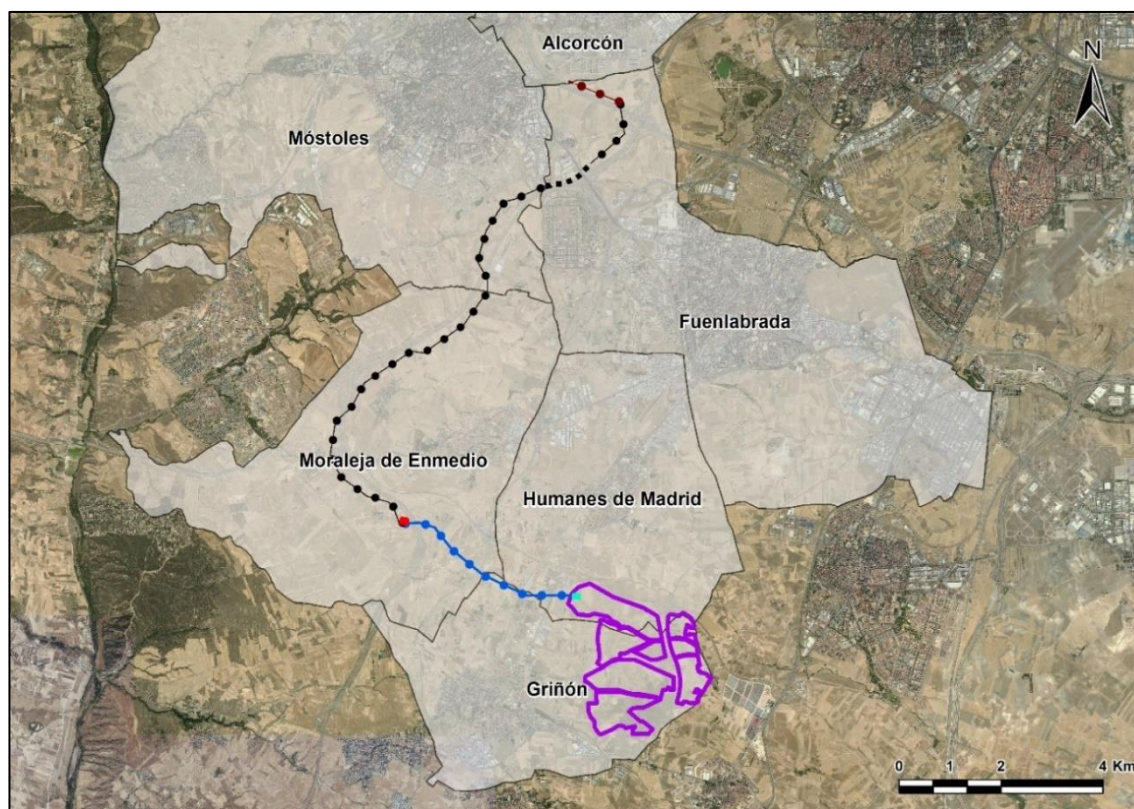 Alcorcón
N
Móstoles
Fuenlabrada
Moraleja de Enmedio
Humanes de Madrid
Griñón
0 1 2 4 Km